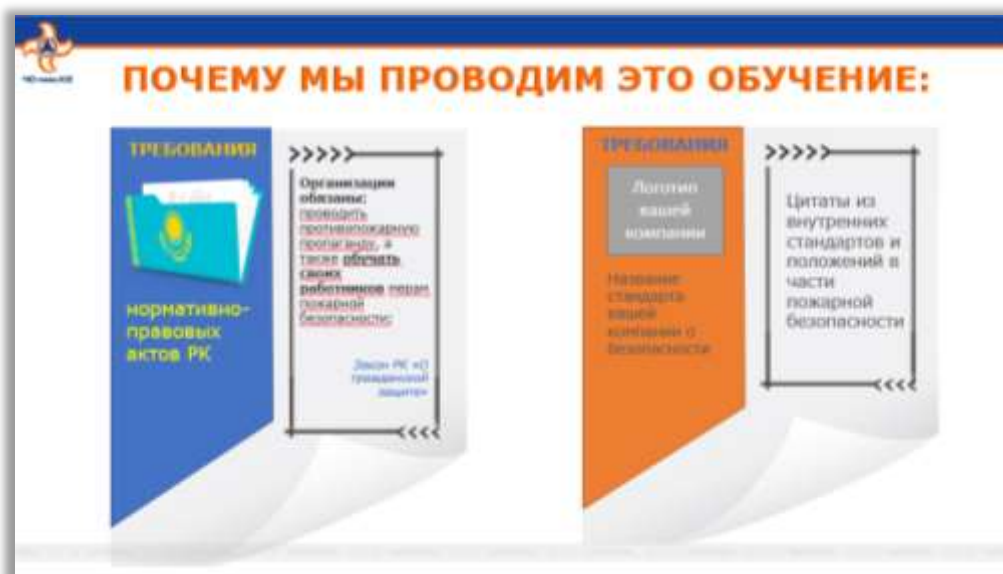 ПОЧЕМУ МЫ ПРОВОДИМ ЭТО ОБУЧЕНИЕ:
ТРЕБОВАНИЯ
нормативно-
правовых
актов РК
>>>>>
Организации
обязаны:
проводить
противопожарную
пропаганду, а
также обучать
своих
работников мерам
пожарной
безопасности;
Закон РК «О
гражданской
защите»
<<<<
ТРЕБОВАНИЯ
Логотип
вашей
компании
Название
стандарта
вашей
компании о
безопасности
>>>>>
Цитаты из
внутренних
стандартов и
положений в
части
пожарной
безопасности
<<<<